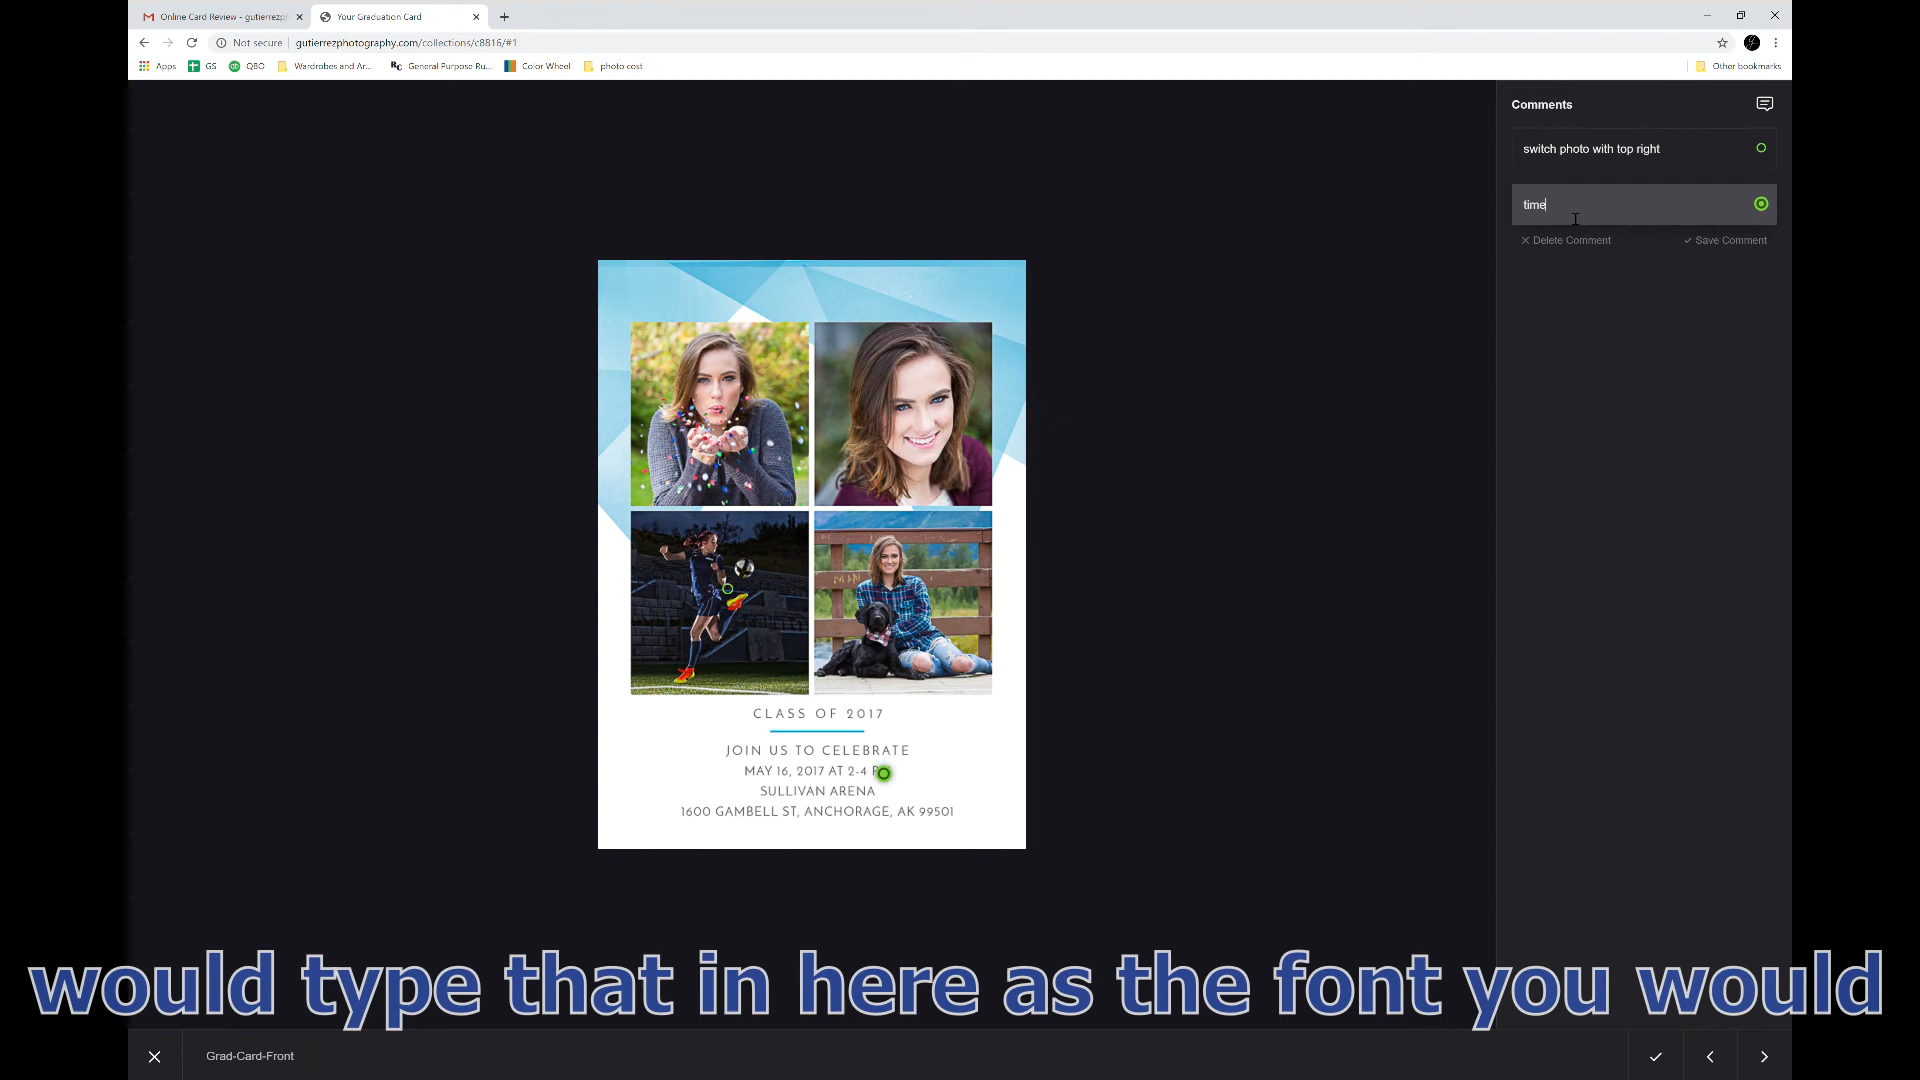 Online Card Review - gutierrezph
Your Graduation Card
Not secure
gutierrezphotography.com/collections/c8816/#1
Apps
GS
QBO
Wardrobes and Ar...
General Purpose Ru...
Color Wheel
photo cost
Other bookmarks
Comments
switch photo with top right
time
Delete Comment
Save Comment
CLASS OF 2017
JOIN US TO CELEBRATE
MAY 16, 2017 AT 2-4
SULLIVAN ARENA
1600 GAMBELL ST, ANCHORAGE, AK 99501
would type that in here as the font you would
Grad-Card-Front